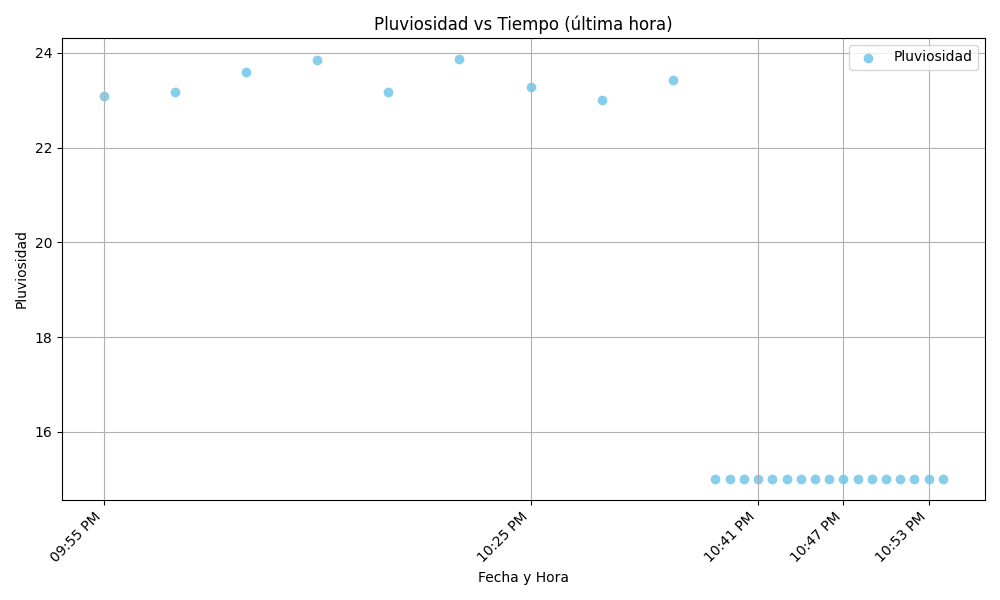 Pluviosidad vs Tiempo (última hora)
Pluviosidad
24
22
20
18
16
Pluviosidad
09:55 PM
10:25 PM
10:41 PM
10:47 PM
10:53 PM
Fecha y Hora